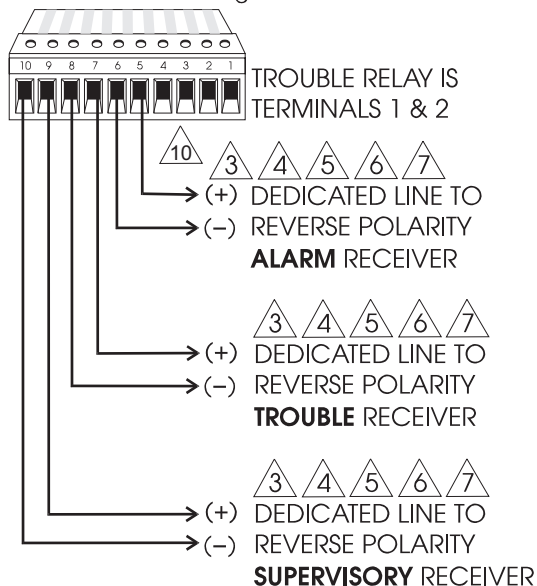 10 9 8 7 6 5 4 3 2 1
TROUBLE RELAY IS
TERMINALS 1 & 2
10 3 4 5 6 7
(+) DEDICATED LINE TO
(−) REVERSE POLARITY
ALARM RECEIVER
3 4 5 6 7
(+) DEDICATED LINE TO
(−) REVERSE POLARITY
TROUBLE RECEIVER
3 4 5 6 7
(+) DEDICATED LINE TO
(−) REVERSE POLARITY
SUPERVISORY RECEIVER